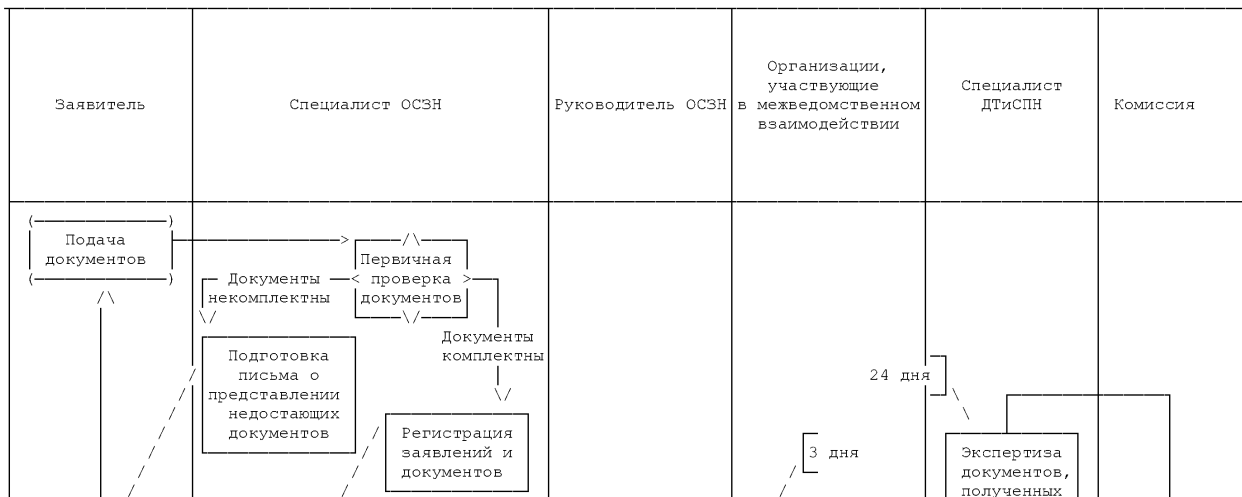 Заявитель
Специалист ОСЗН
Руководитель ОСЗН
Организации,
участвующие
в межведомственном
взаимодействии
Специалист
ДТиСПН
Комиссия
Подача
документов
Первичная
проверка
документов
Документы
некомплектны
Документы
комплектны
Подготовка
письма о
представлении
недостающих
документов
Регистрация
заявлений и
документов
3 дня
24 дня
Экспертиза
документов,
полученных